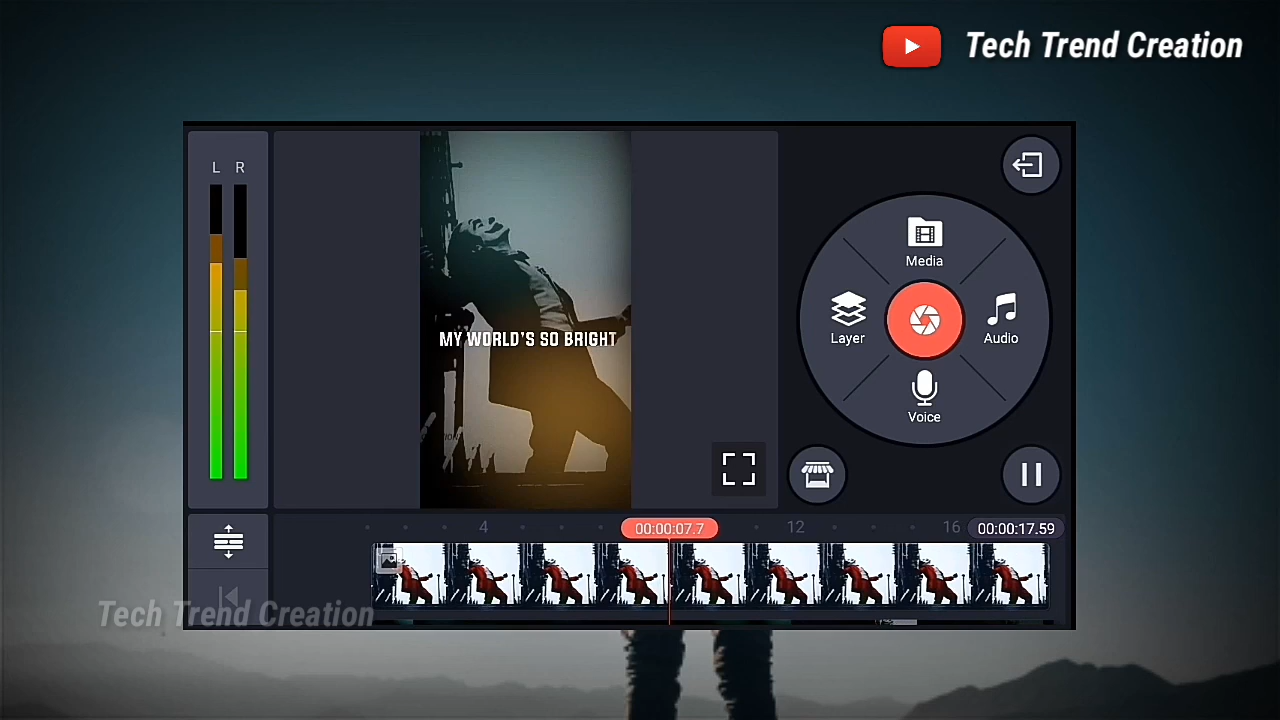 Tech Trend Creation
L R
Media
Layer
Audio
MY WORLD'S SO BRIGHT
Voice
4
00:00:07.7
12
16
00:00:17.59
Tech Trend Creation